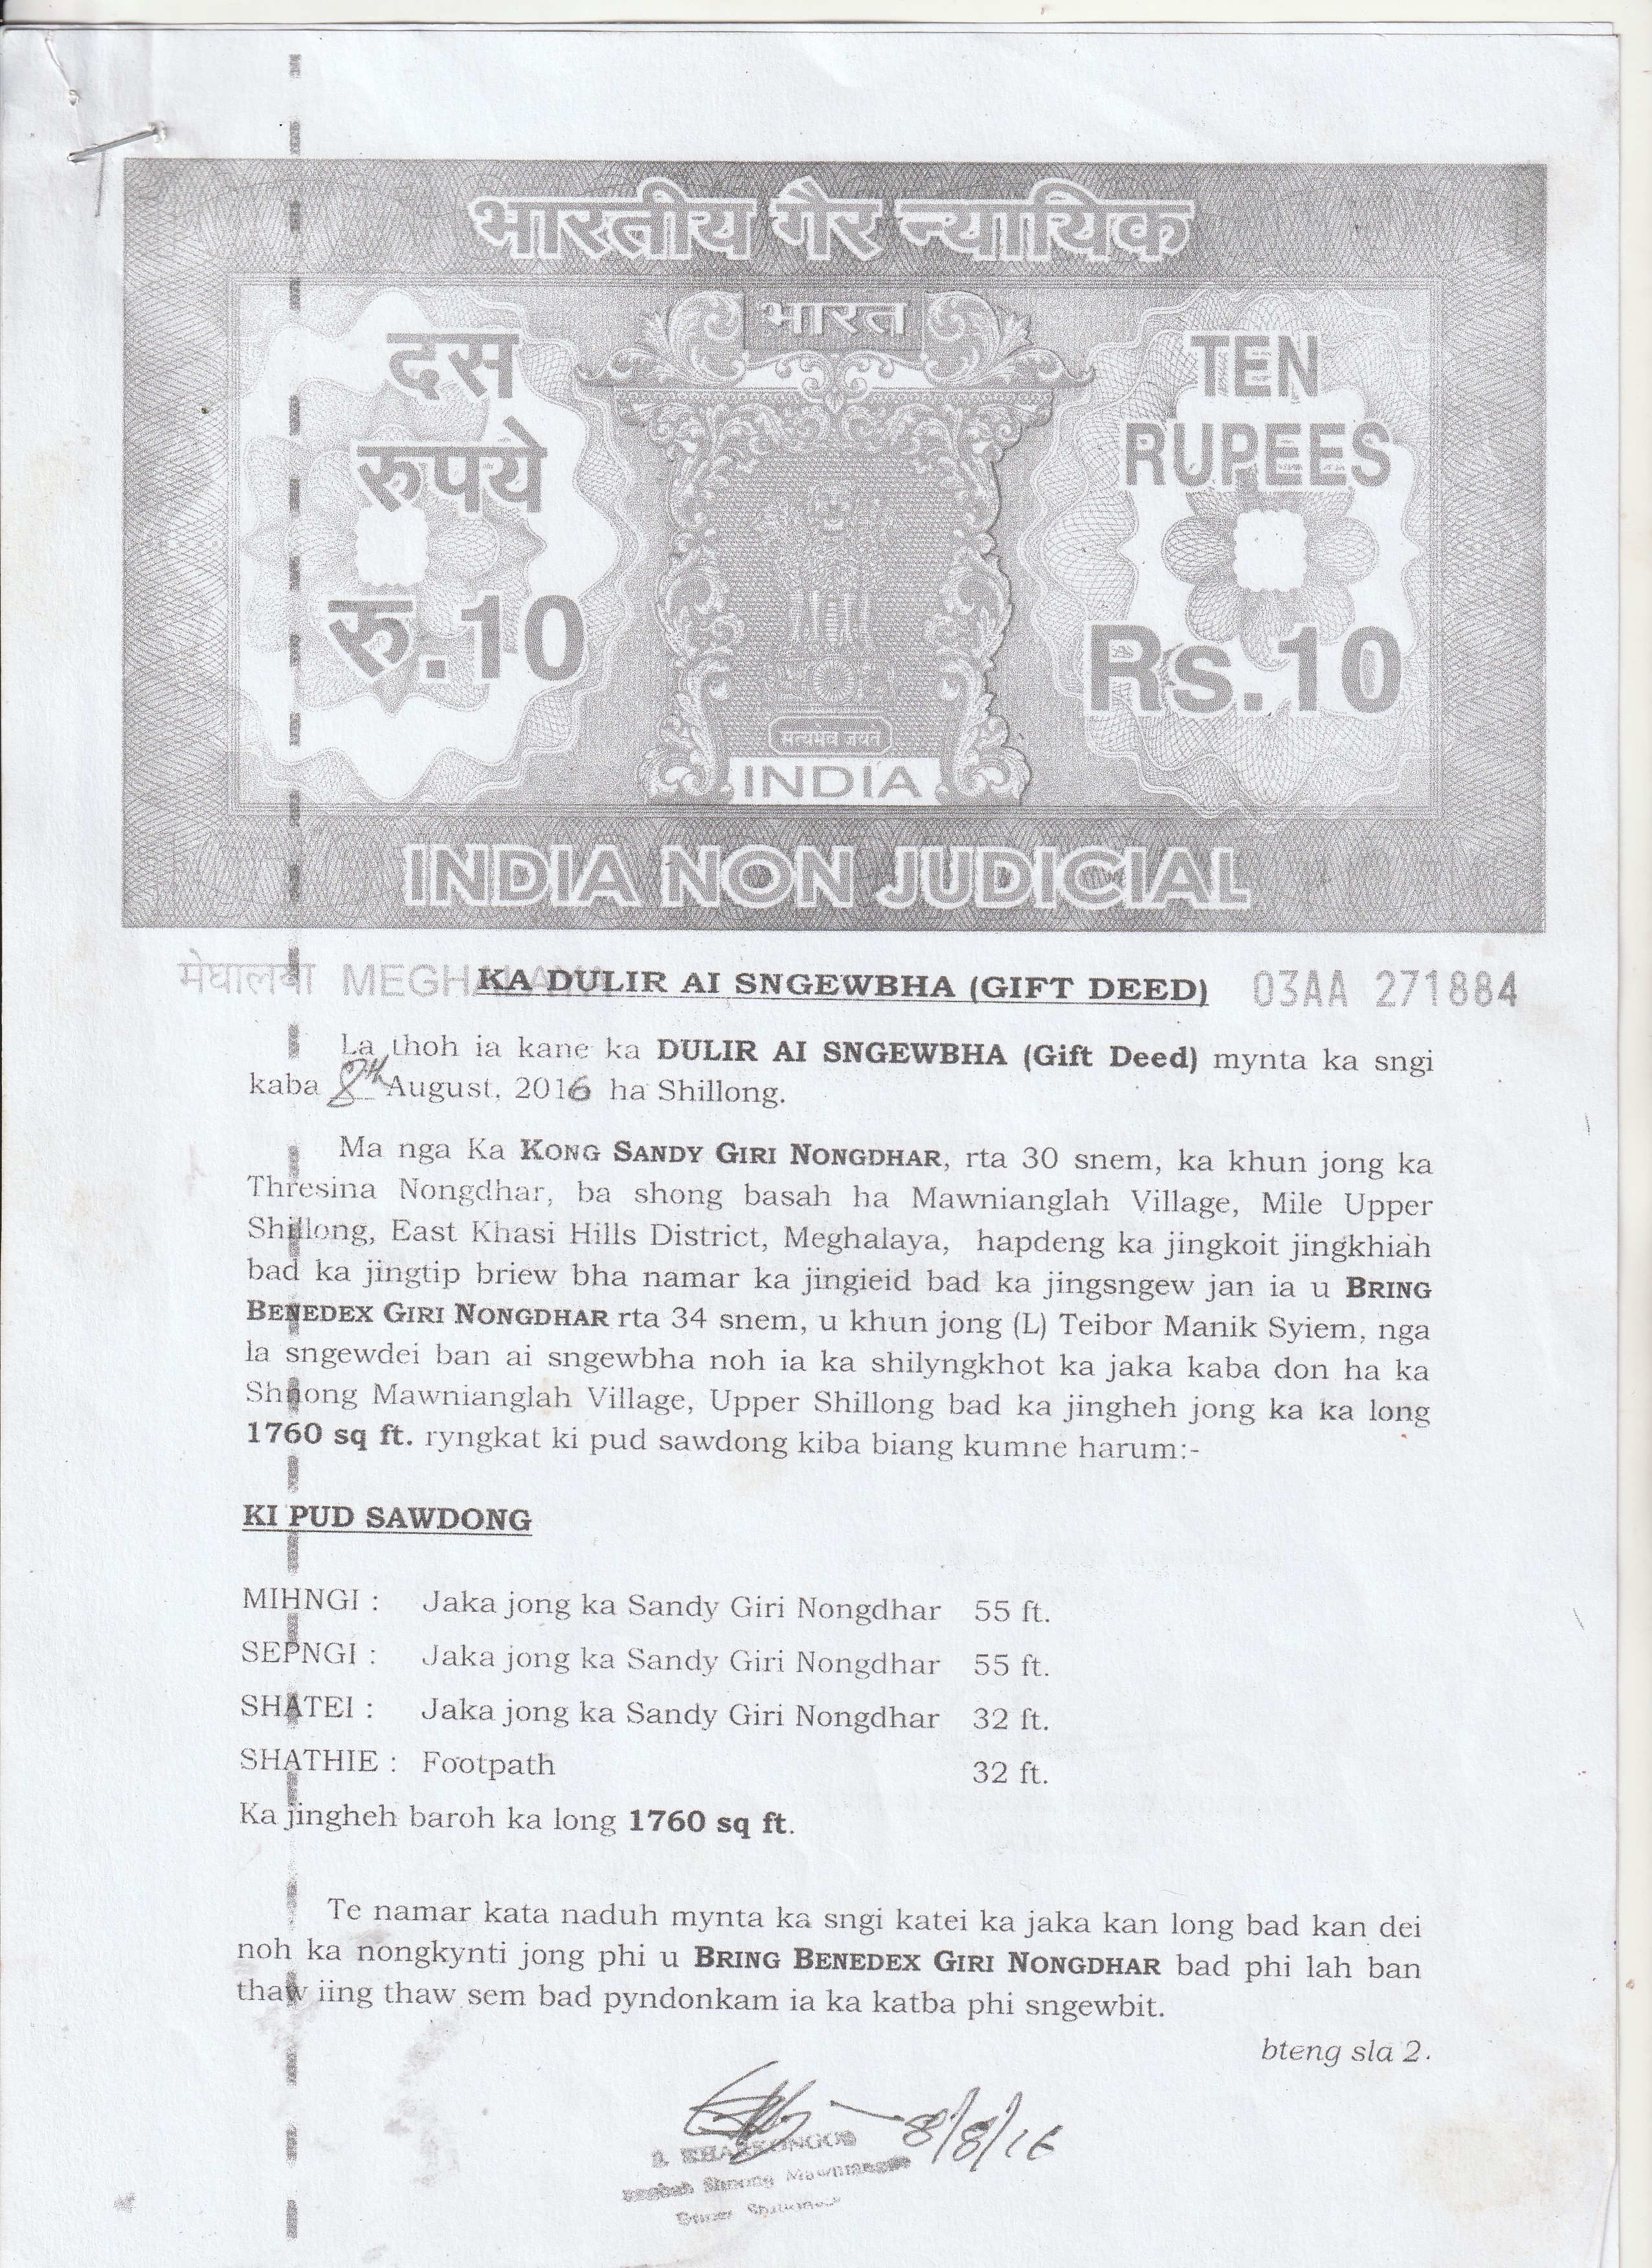 भारतीय गैर न्यायिक
भारत
दस
रुपये
रु.10
TEN
RUPEES
Rs.10
सत्यमेव जयते
INDIA
INDIA NON JUDICIAL
मेघालया MEGHALAYA
03AA 271884
KA DULIR AI SNGEWBHA (GIFT DEED)
La thoh ia kane ka DULIR AI SNGEWBHA (Gift Deed) mynta ka sngi
kaba 8th August, 2016 ha Shillong.
Ma nga Ka KONG SANDY GIRI NONGDHAR, rta 30 snem, ka khun jong ka
Thresina Nongdhar, ba shong basah ha Mawnianglah Village, Mile Upper
Shillong, East Khasi Hills District, Meghalaya, hapdeng ka jingkoit jingkhiah
bad ka jingtip briew bha namar ka jingieid bad ka jingsngew jan ia u BRING
BENEDEX GIRI NONGDHAR rta 34 snem, u khun jong (L) Teibor Manik Syiem, nga
la sngewdei ban ai sngewbha noh ia ka shilyngkhot ka jaka kaba don ha ka
Shnong Mawnianglah Village, Upper Shillong bad ka jingheh jong ka ka long
1760 sq ft. ryngkat ki pud sawdong kiba biang kumne harum:-
KI PUD SAWDONG
MIHNGI : Jaka jong ka Sandy Giri Nongdhar 55 ft.
SEPNGI : Jaka jong ka Sandy Giri Nongdhar 55 ft.
SHATEI : Jaka jong ka Sandy Giri Nongdhar 32 ft.
SHATHIE : Footpath 32 ft.
Ka jingheh baroh ka long 1760 sq ft.
Te namar kata naduh mynta ka sngi katei ka jaka kan long bad kan dei
noh ka nongkynti jong phi u BRING BENEDEX GIRI NONGDHAR bad phi lah ban
thaw iing thaw sem bad pyndonkam ia ka katba phi sngewbit.
bteng sla 2.
8/8/16
Shnong